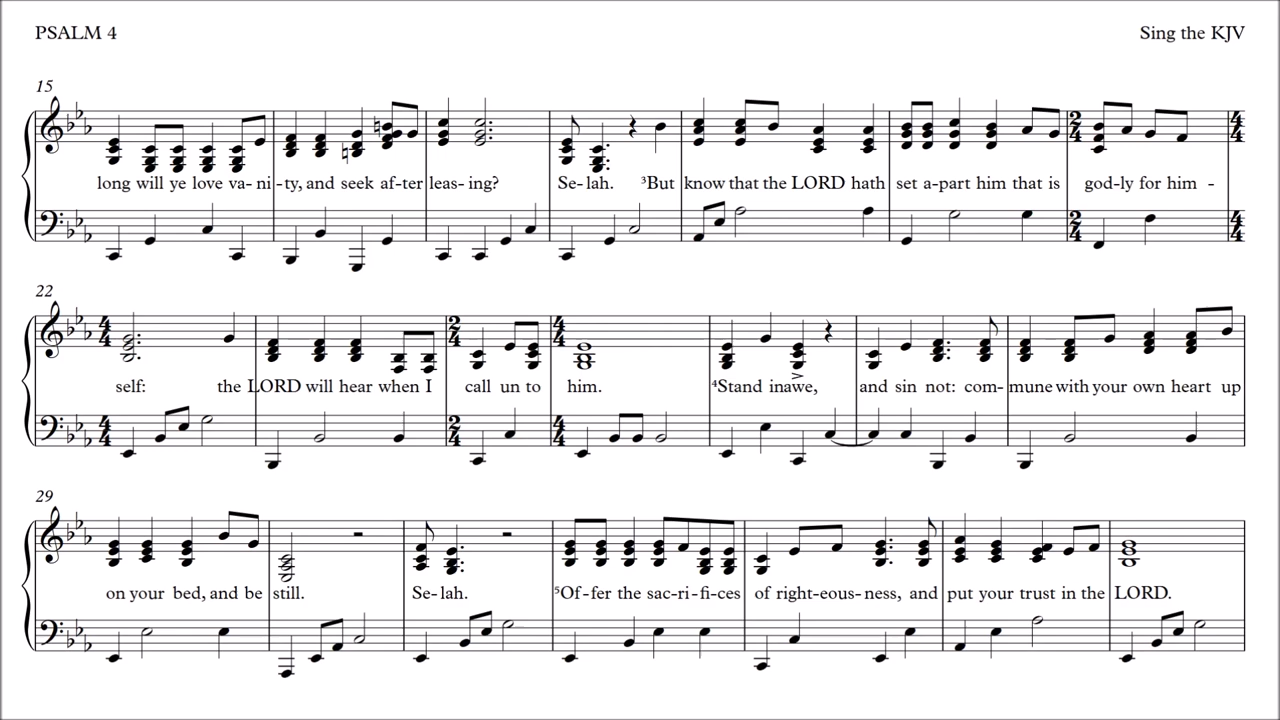 PSALM 4
Sing the KJV
15
long will ye love va-ni-ty, and seek af-ter leas-ing? Se-lah. ³But know that the LORD hath set a-part him that is god-ly for him -
22
self: the LORD will hear when I call un to him. ⁴Stand inawe, and sin not: com-mune with your own heart up
29
on your bed, and be still. Se-lah. ⁵Of-fer the sac-ri-fi-ces of right-eous-ness, and put your trust in the LORD.